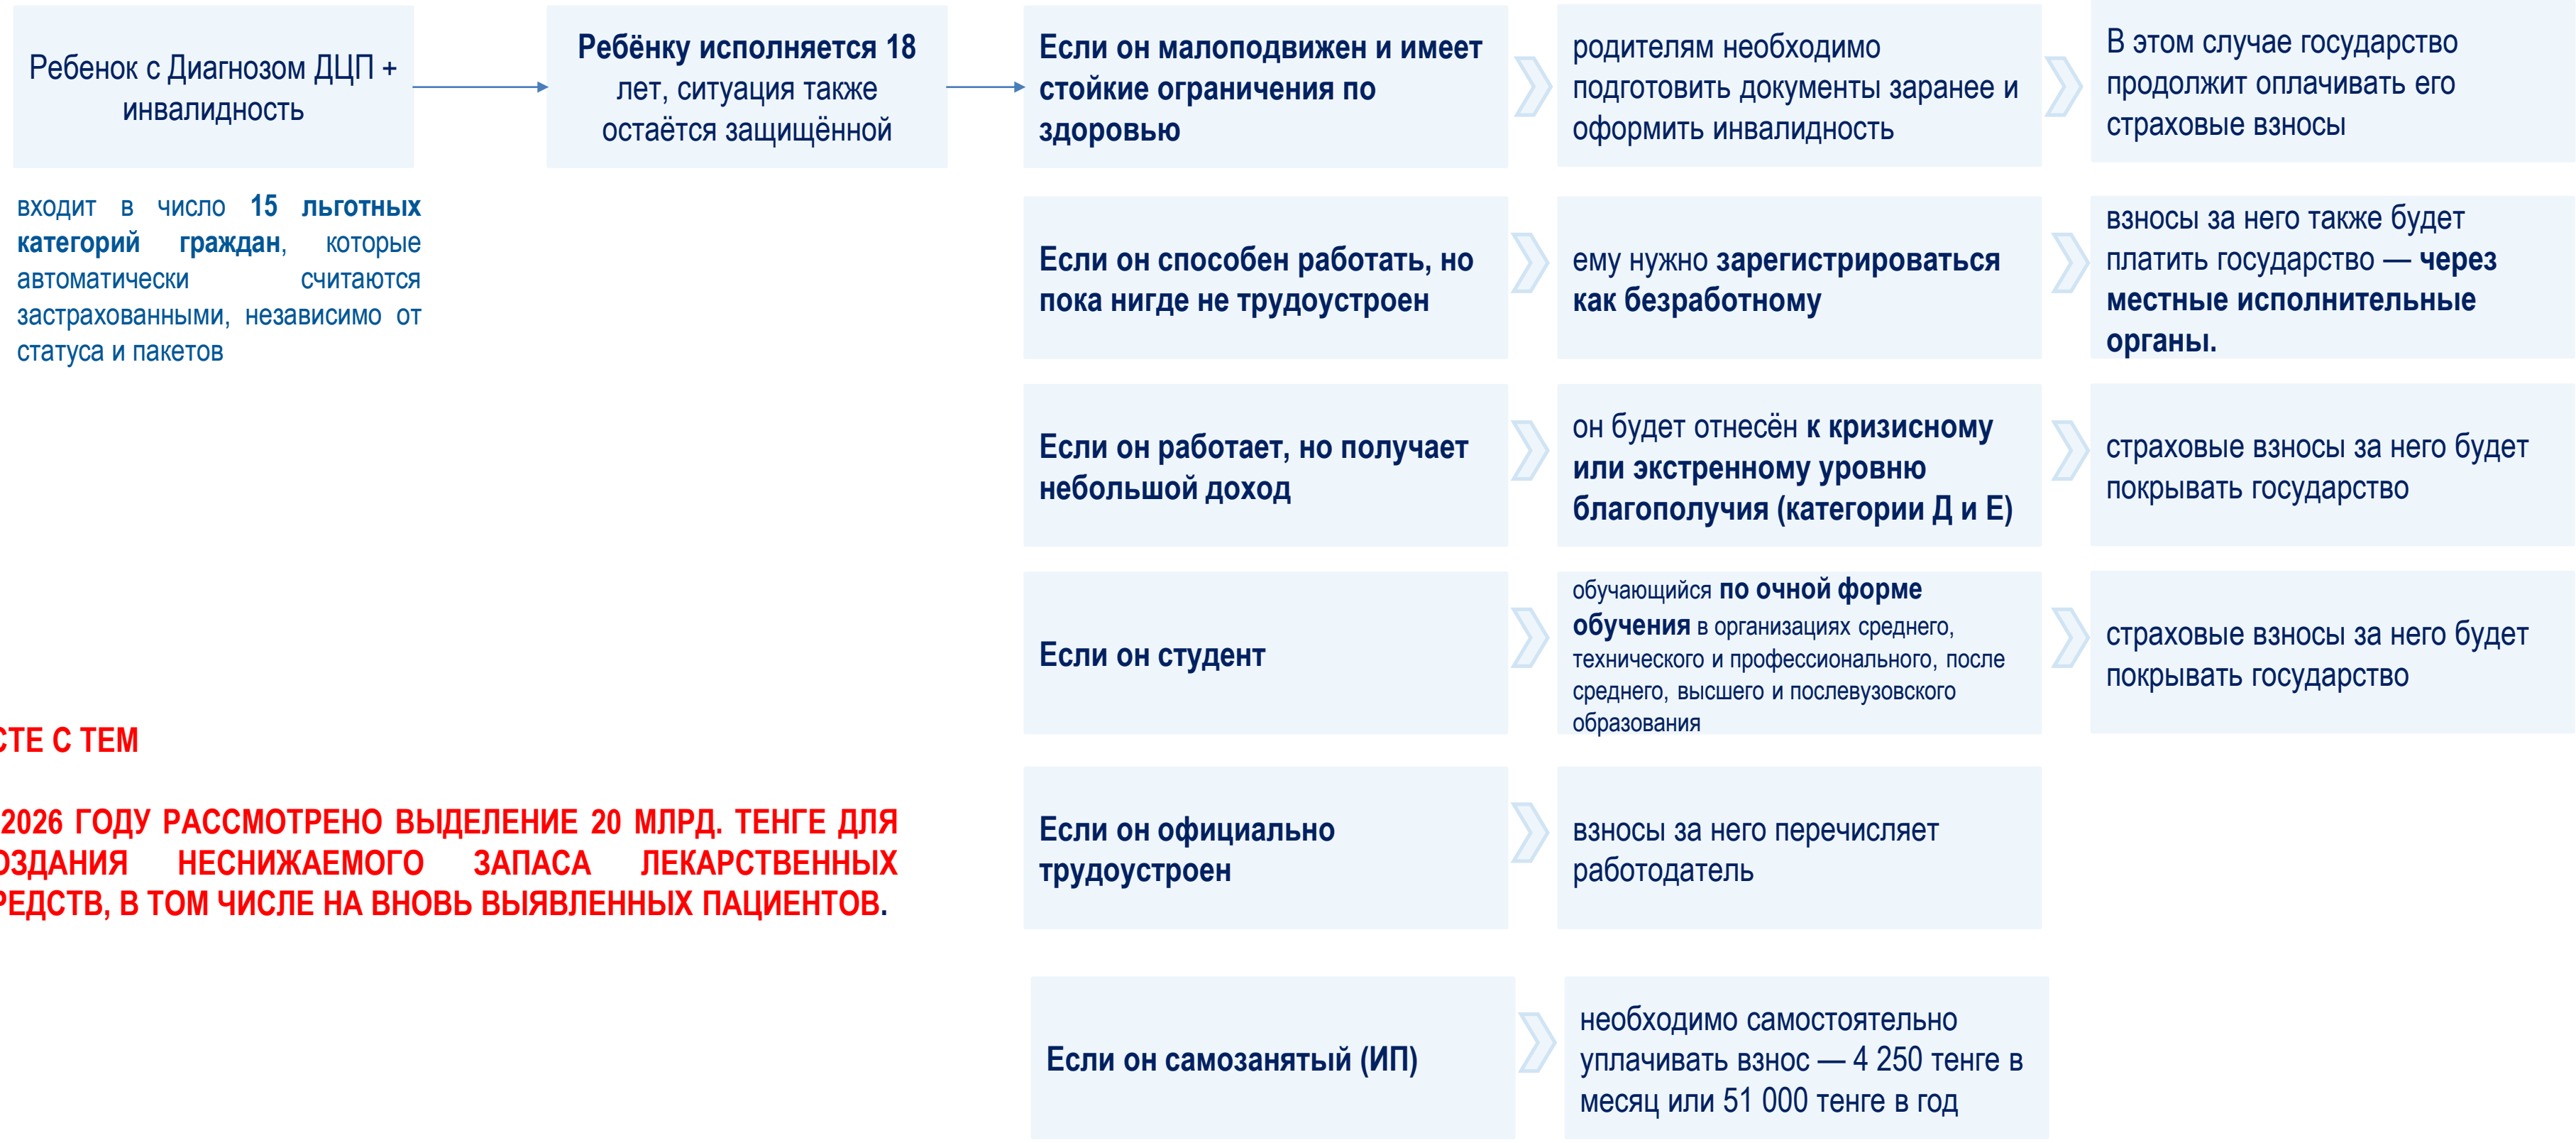 Ребенок с Диагнозом ДЦП +
инвалидность
входит в число 15 льготных
категорий граждан, которые
автоматически считаются
застрахованными, независимо от
статуса и пакетов
Ребёнку исполняется 18
лет, ситуация также
остаётся защищённой
Если он малоподвижен и имеет
стойкие ограничения по
здоровью
родителям необходимо
подготовить документы заранее и
оформить инвалидность
В этом случае государство
продолжит оплачивать его
страховые взносы
Если он способен работать, но
пока нигде не трудоустроен
ему нужно зарегистрироваться
как безработному
взносы за него также будет
платить государство — через
местные исполнительные
органы.
Если он работает, но получает
небольшой доход
он будет отнесён к кризисному
или экстренному уровню
благополучия (категории Д и Е)
страховые взносы за него будет
покрывать государство
Если он студент
обучающийся по очной форме
обучения в организациях среднего,
технического и профессионального, после
среднего, высшего и послевузовского
образования
страховые взносы за него будет
покрывать государство
Если он официально
трудоустроен
взносы за него перечисляет
работодатель
Если он самозанятый (ИП)
необходимо самостоятельно
уплачивать взнос — 4 250 тенге в
месяц или 51 000 тенге в год
СТЕ С ТЕМ
2026 ГОДУ РАССМОТРЕНО ВЫДЕЛЕНИЕ 20 МЛРД. ТЕНГЕ ДЛЯ
ОЗДАНИЯ НЕСНИЖАЕМОГО ЗАПАСА ЛЕКАРСТВЕННЫХ
РЕДСТВ, В ТОМ ЧИСЛЕ НА ВНОВЬ ВЫЯВЛЕННЫХ ПАЦИЕНТОВ.